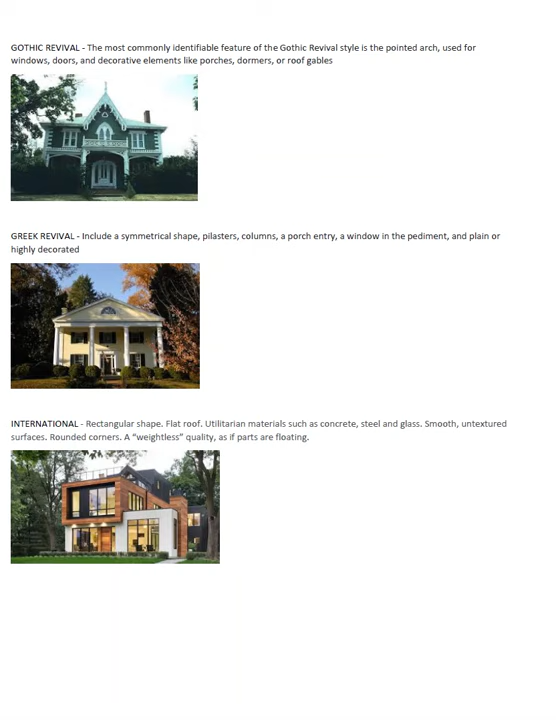 GOTHIC REVIVAL - The most commonly identifiable feature of the Gothic Revival style is the pointed arch, used for
windows, doors, and decorative elements like porches, dormers, or roof gables
GREEK REVIVAL - Include a symmetrical shape, pilasters, columns, a porch entry, a window in the pediment, and plain or
highly decorated
INTERNATIONAL - Rectangular shape. Flat roof. Utilitarian materials such as concrete, steel and glass. Smooth, untextured
surfaces. Rounded corners. A “weightless” quality, as if parts are floating.